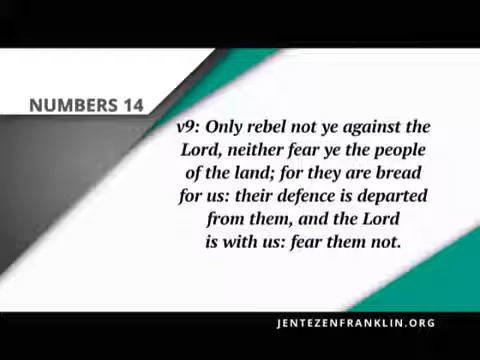 NUMBERS 14
v9: Only rebel not ye against the
Lord, neither fear ye the people
of the land; for they are bread
for us: their defence is departed
from them, and the Lord
is with us: fear them not.
JENTEZENFRANKLIN.ORG